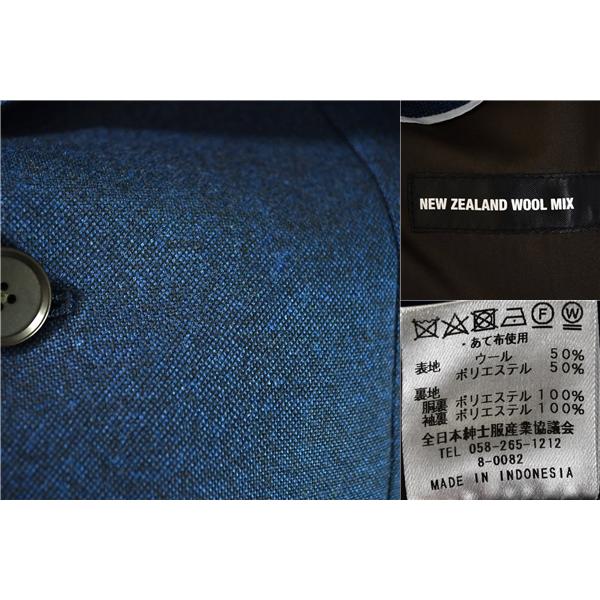 NEW ZEALAND WOOL MIX
F W
・あて布使用
表地 ウール 50%
ポリエステル 50%
裏地
胴裏 ポリエステル 100%
袖裏 ポリエステル 100%
全日本紳士服産業協議会
TEL 058-265-1212
8-0082
MADE IN INDONESIA